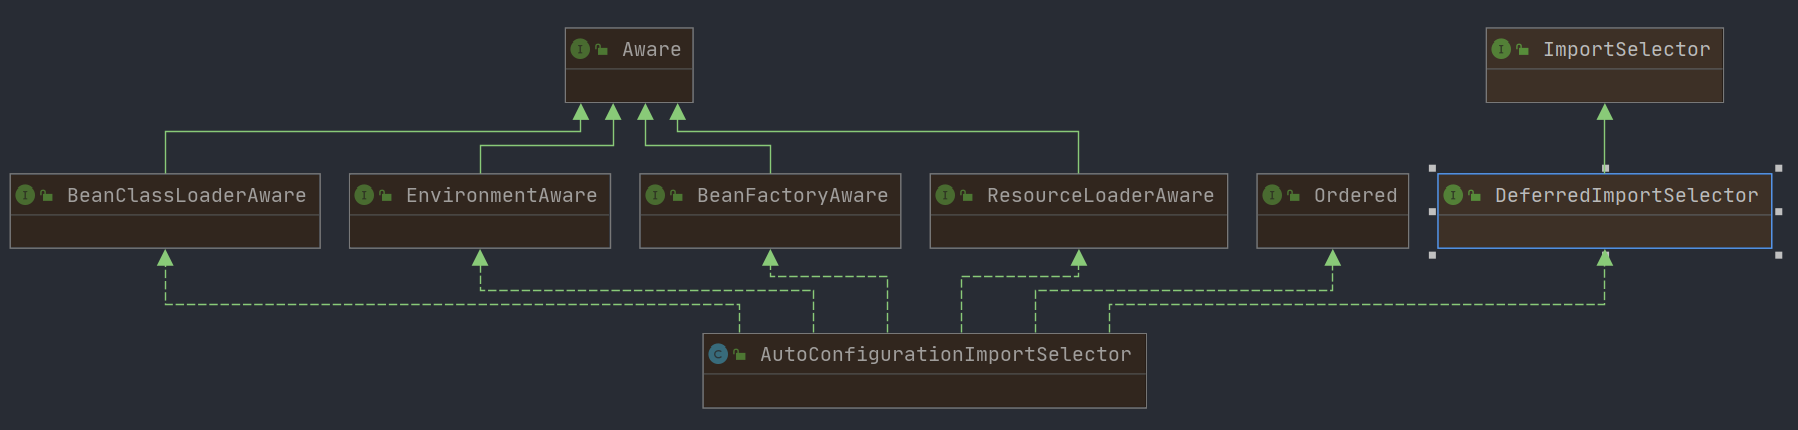 Aware
ImportSelector
BeanClassLoaderAware
EnvironmentAware
BeanFactoryAware
ResourceLoaderAware
Ordered
DeferredImportSelector
AutoConfigurationImportSelector